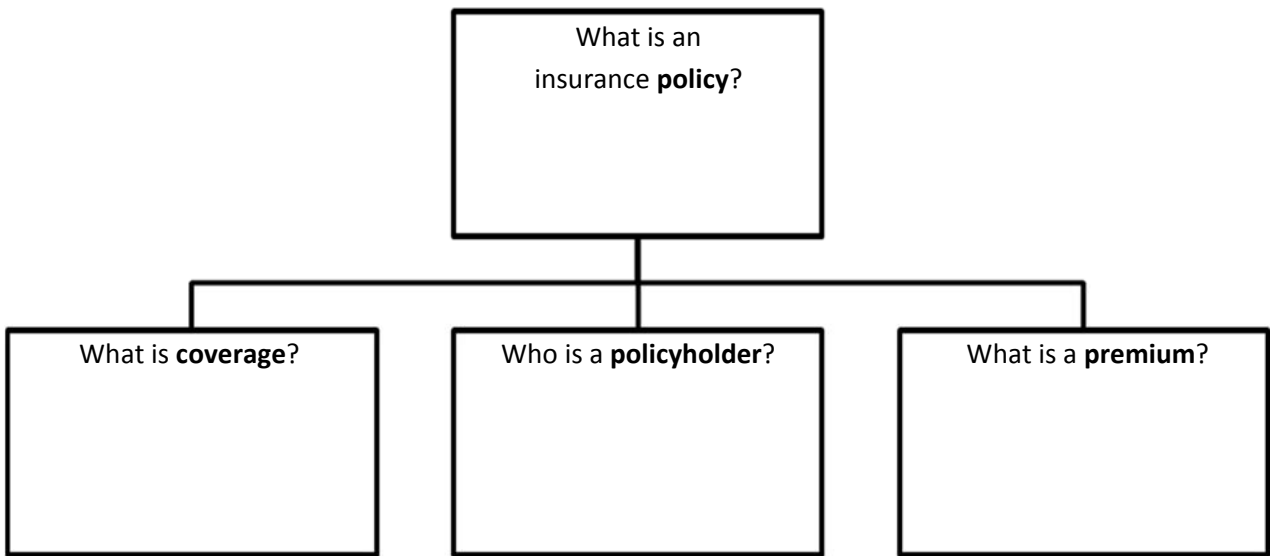 What is an
insurance policy?
What is coverage?
Who is a policyholder?
What is a premium?